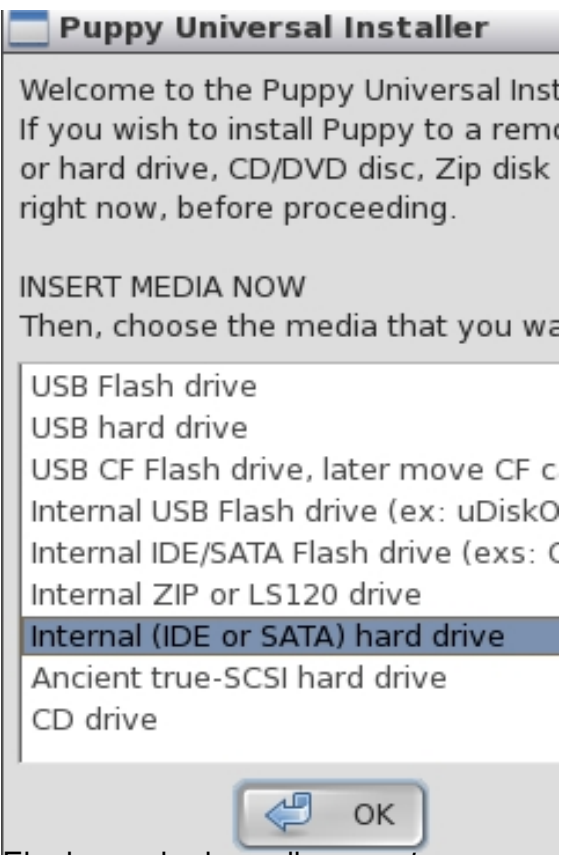 Puppy Universal Installer
Welcome to the Puppy Universal Inst
If you wish to install Puppy to a remo
or hard drive, CD/DVD disc, Zip disk
right now, before proceeding.
INSERT MEDIA NOW
Then, choose the media that you wa
USB Flash drive
USB hard drive
USB CF Flash drive, later move CF c
Internal USB Flash drive (ex: uDiskO
Internal IDE/SATA Flash drive (exs: C
Internal ZIP or LS120 drive
Internal (IDE or SATA) hard drive
Ancient true-SCSI hard drive
CD drive
OK